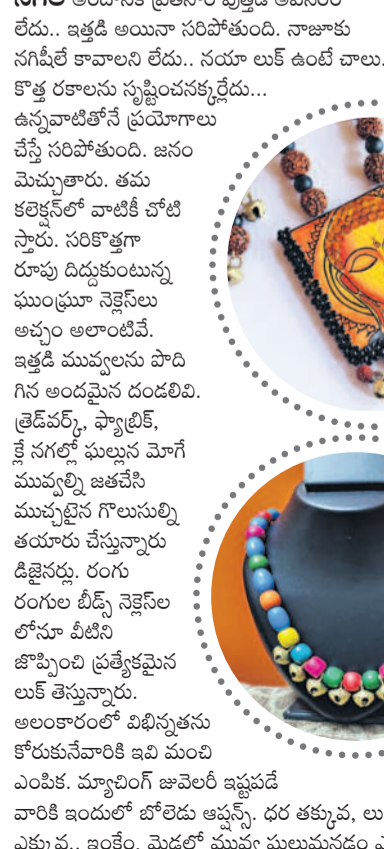 లేదు.. ఇత్తడి అయినా సరిపోతుంది. నాజూకు
నగిషీలే కావాలని లేదు.. నయా లుక్ ఉంటే చాలు.
కొత్త రకాలను సృష్టించనక్కర్లేదు...
ఉన్నవాటితోనే ప్రయోగాలు
చేస్తే సరిపోతుంది. జనం
మెచ్చుతారు. తమ
కలెక్షన్‌లో వాటికీ చోటి
స్తారు. సరికొత్తగా
రూపు దిద్దుకుంటున్న
ఘుంఘ్రూ నెక్లెస్‌లు
అచ్చం అలాంటివే.
ఇత్తడి మువ్వలను పొది
గిన అందమైన దండలివి.
త్రెడ్‌వర్క్, ఫ్యాబ్రిక్,
క్లే నగల్లో ఘల్లున మోగే
మువ్వల్ని జతచేసి
ముచ్చటైన గొలుసుల్ని
తయారు చేస్తున్నారు
డిజైనర్లు. రంగు
రంగుల బీడ్స్ నెక్లెస్‌ల
లోనూ వీటిని
జొప్పించి ప్రత్యేకమైన
లుక్ తెస్తున్నారు.
అలంకారంలో విభిన్నతను
కోరుకునేవారికి ఇవి మంచి
ఎంపిక. మ్యాచింగ్ జువెలరీ ఇష్టపడే
వారికి ఇందులో బోలెడు ఆప్షన్స్. ధర తక్కువ, లు
ఎక్కువ.. ఇంకేం, మెడలో మువ్వ ఘల్లుమనడం